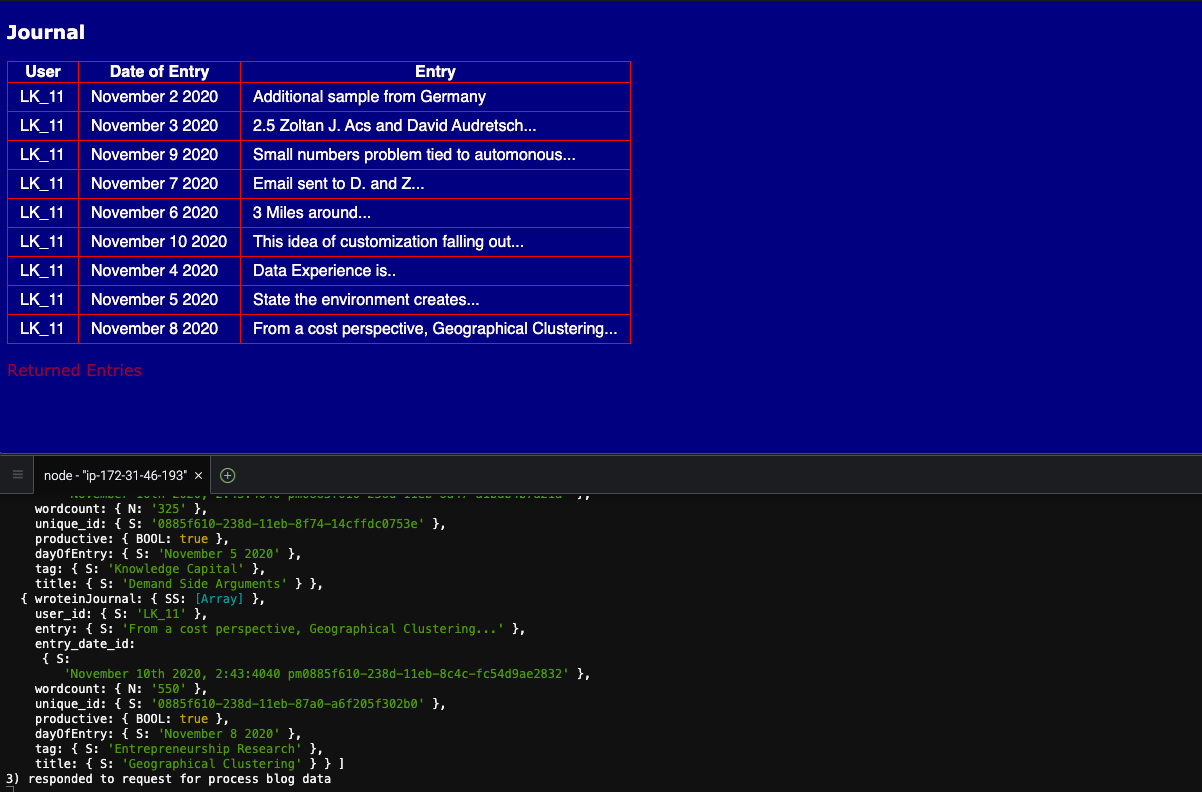 Journal
User Date of Entry Entry
LK_11 November 2 2020 Additional sample from Germany
LK_11 November 3 2020 2.5 Zoltan J. Acs and David Audretsch...
LK_11 November 9 2020 Small numbers problem tied to automonous...
LK_11 November 7 2020 Email sent to D. and Z...
LK_11 November 6 2020 3 Miles around...
LK_11 November 10 2020 This idea of customization falling out...
LK_11 November 4 2020 Data Experience is..
LK_11 November 5 2020 State the environment creates...
LK_11 November 8 2020 From a cost perspective, Geographical Clustering...
Returned Entries
node - "ip-172-31-46-193" ×
wordcount: { N: '325' },
unique_id: { S: '0885f610-238d-11eb-8f74-14cffdc0753e' },
productive: { BOOL: true },
dayOfEntry: { S: 'November 5 2020' },
tag: { S: 'Knowledge Capital' },
title: { S: 'Demand Side Arguments' } },
{ wroteinJournal: { SS: [Array] },
user_id: { S: 'LK_11' },
entry: { S: 'From a cost perspective, Geographical Clustering...' },
entry_date_id:
{ S:
'November 10th 2020, 2:43:4040 pm0885f610-238d-11eb-8c4c-fc54d9ae2832' },
wordcount: { N: '550' },
unique_id: { S: '0885f610-238d-11eb-87a0-a6f205f302b0' },
productive: { BOOL: true },
dayOfEntry: { S: 'November 8 2020' },
tag: { S: 'Entrepreneurship Research' },
title: { S: 'Geographical Clustering' } } ]
3) responded to request for process blog data